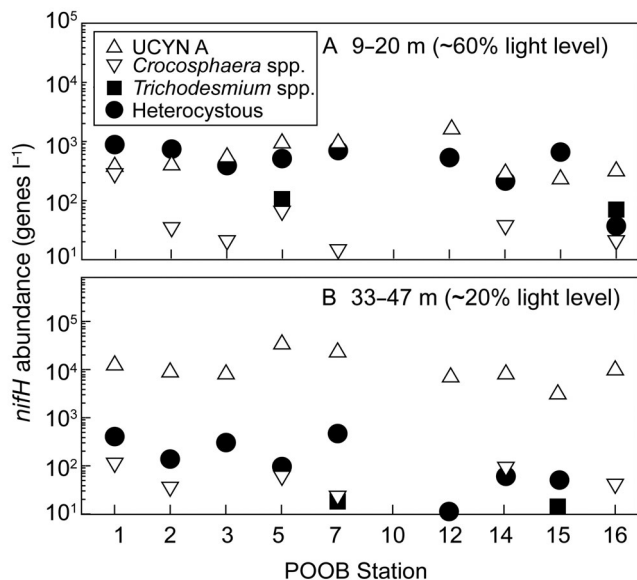 10⁵
10⁴
10³
10²
10¹
UCYN A
Crocosphaera spp.
Trichodesmium spp.
Heterocystous
A 9–20 m (~60% light level)
nifH abundance (genes l⁻¹)
B 33–47 m (~20% light level)
10⁵
10⁴
10³
10²
10¹
1 2 3 5 7 10 12 14 15 16
POOB Station